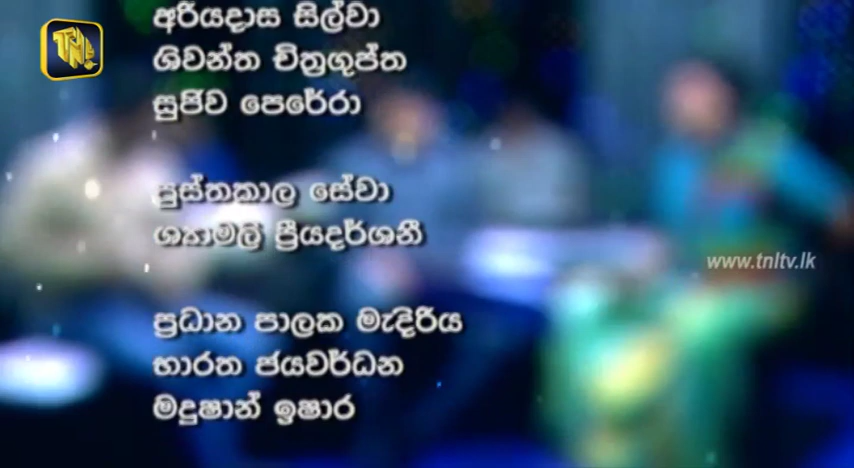 අරියදාස සිල්වා
ශිවන්ත චිත්‍රගුප්ත
සුජීව පෙරේරා
පුස්තකාල සේවා
ශ්‍යාමලි ප්‍රියදර්ශනී
ප්‍රධාන පාලක මැදිරිය
භාරත ජයවර්ධන
මදුෂාන් ඉෂාර
TNL
www.tnltv.lk